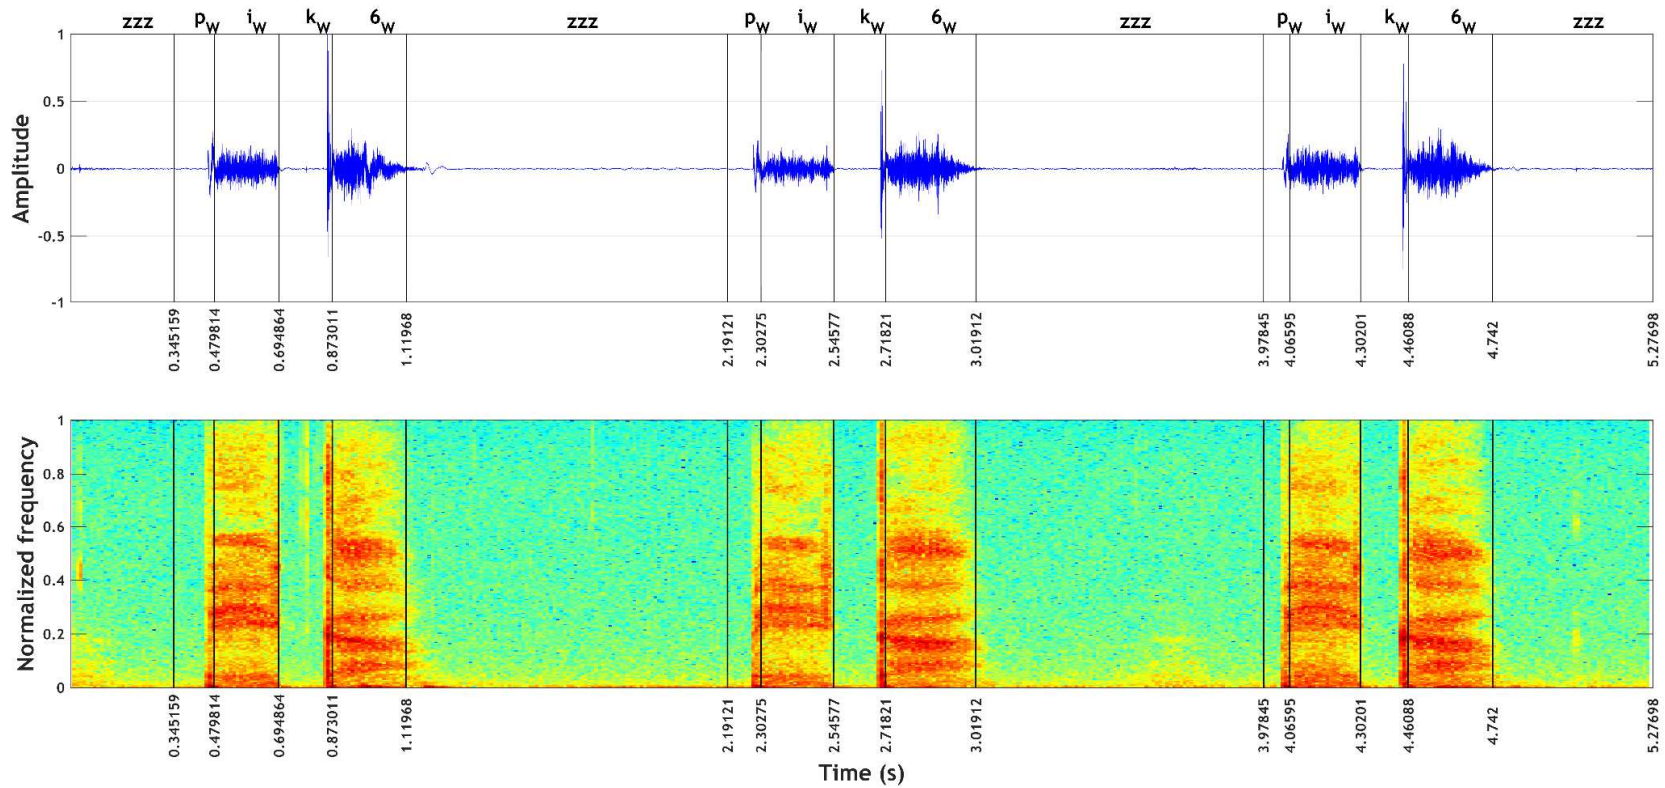 zzz p_W i_W k_W 6_W zzz p_W i_W k_W 6_W zzz p_W i_W k_W 6_W zzz
1
0.5
0
-0.5
-1
Amplitude
0.345159 0.479814 0.694864 0.873011 1.11968 2.19121 2.30275 2.54577 2.71821 3.01912 3.97845 4.06595 4.30201 4.46088 4.742 5.27698
1
0.8
0.6
0.4
0.2
0
Normalized frequency
0.345159 0.479814 0.694864 0.873011 1.11968 2.19121 2.30275 2.54577 2.71821 3.01912 3.97845 4.06595 4.30201 4.46088 4.742 5.27698
Time (s)